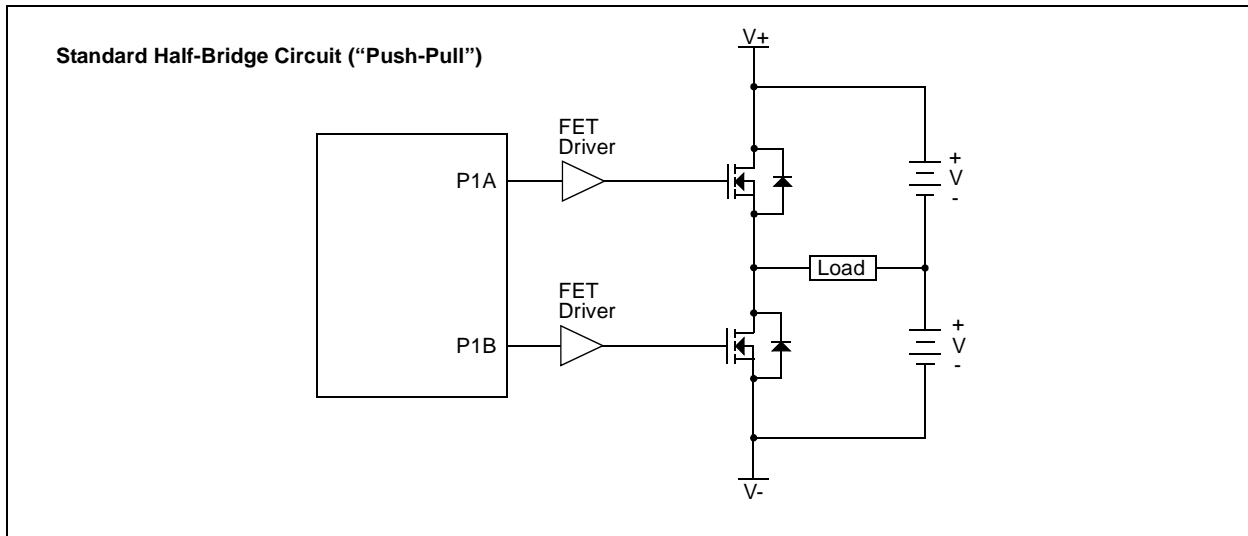 Standard Half-Bridge Circuit (“Push-Pull”)
V+
FET
Driver
P1A
+
V
-
Load
FET
Driver
P1B
+
V
-
V-